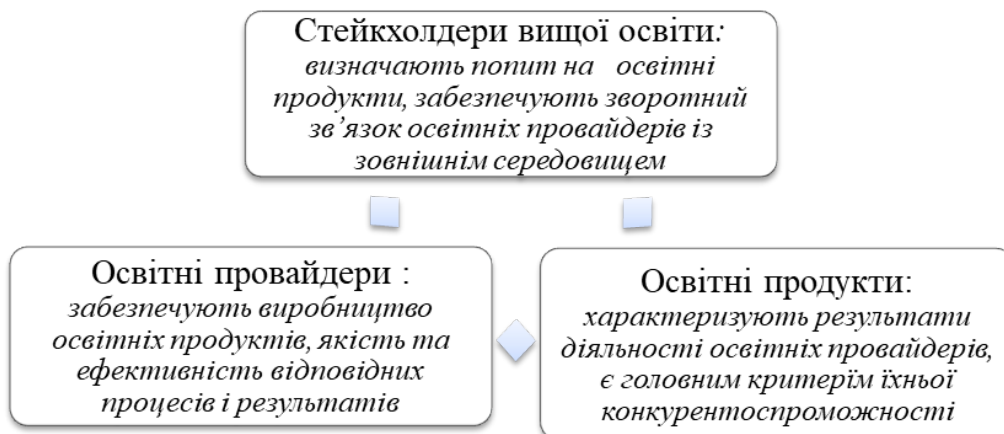 Стейкхолдери вищої освіти:
визначають попит на освітні
продукти, забезпечують зворотний
зв’язок освітніх провайдерів із
зовнішнім середовищем
Освітні провайдери :
забезпечують виробництво
освітніх продуктів, якість та
ефективність відповідних
процесів і результатів
Освітні продукти:
характеризують результати
діяльності освітніх провайдерів,
є головним критерїм їхньої
конкурентоспроможності